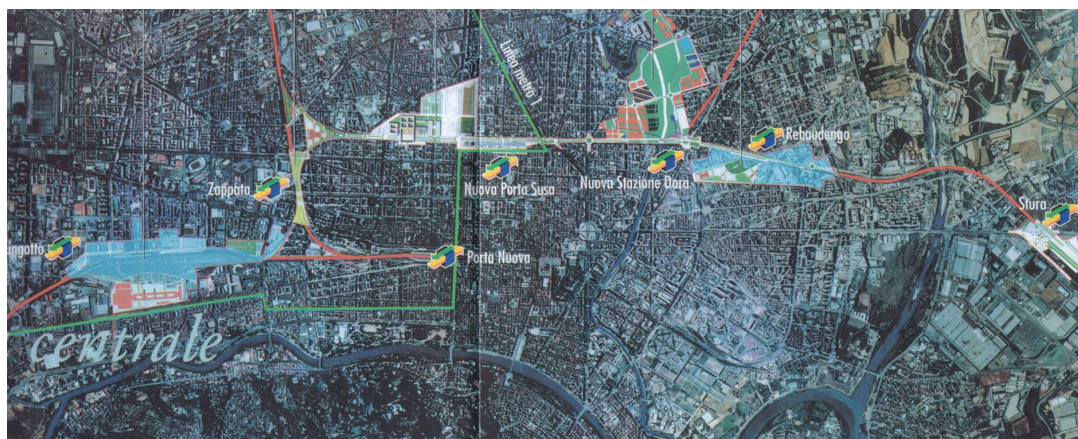 Linea metro 1
Rebaudengo
Zappata
Nuova Porta Susa
Nuova Stazione Dora
Stura
ingotto
Porta Nuova
centrale